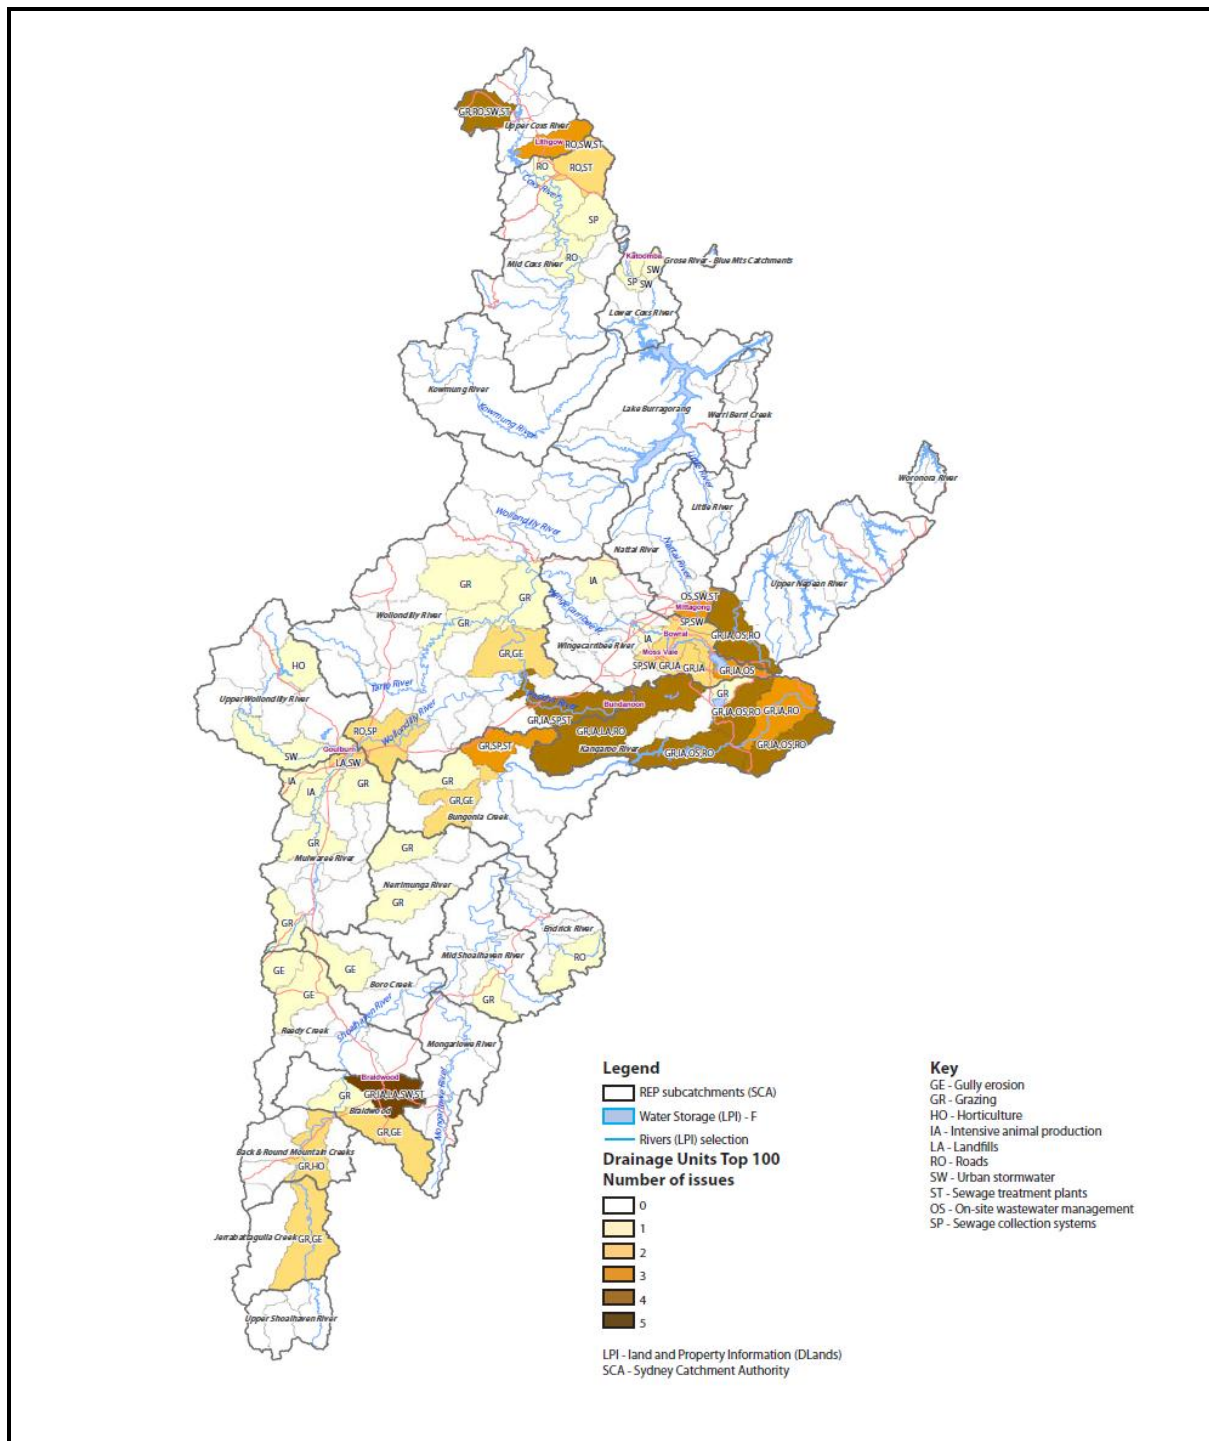 GR,RO,SW,ST
Upper Coxs River
Lithgow
RO,SW,ST
RO
RO,ST
Coxs River
SP
Mid Coxs River
RO
Katoomba
SW
SP
SW
Grose River - Blue Mts Catchments
Lower Coxs River
Kowmung River
Kowmung River
Lake Burragorang
Werri Berri Creek
Little River
Little River
Woronora River
Wollondilly River
Nattai River
Nattai River
Upper Nepean River
GR
IA
GR
Wollondilly River
GR
Wingecarribee R
OS,SW,ST
Mittagong
SP,SW
Bowral
IA
GR,IA,OS,RO
Wingecarribee River
Moss Vale
GR,GE
SP,SW
GR,IA
GR,IA
GR,IA,OS
HO
Tarlo River
Upper Wollondilly River
GR
Bundanoon
GR,IA,SP,ST
GR,IA,OS,RO
GR,IA,RO
Wollondilly River
RO,SP
GR,IA,LA,RO
Kangaroo River
GR,IA,OS,RO
GR,IA,OS,RO
GR,SP,ST
Goulburn
SW
LA,SW
IA
IA
GR
GR
GR,GE
Bungonia Creek
GR
Mulwaree River
GR
Nerrimunga River
GR
GR
Endrick River
Mid Shoalhaven River
RO
GE
GE
Boro Creek
GE
GR
Shoalhaven River
Reedy Creek
Mongarlowe River
Mongarlowe River
Braidwood
GR,IA,LA,SW,ST
GR
Braidwood
GR,GE
Back & Round Mountain Creeks
GR,HO
Jerrabattagulla Creek
GR,GE
Upper Shoalhaven River
Legend
REP subcatchments (SCA)
Water Storage (LPI) - F
Rivers (LPI) selection
Drainage Units Top 100
Number of issues
0
1
2
3
4
5
LPI - land and Property Information (DLands)
SCA - Sydney Catchment Authority
Key
GE - Gully erosion
GR - Grazing
HO - Horticulture
IA - Intensive animal production
LA - Landfills
RO - Roads
SW - Urban stormwater
ST - Sewage treatment plants
OS - On-site wastewater management
SP - Sewage collection systems